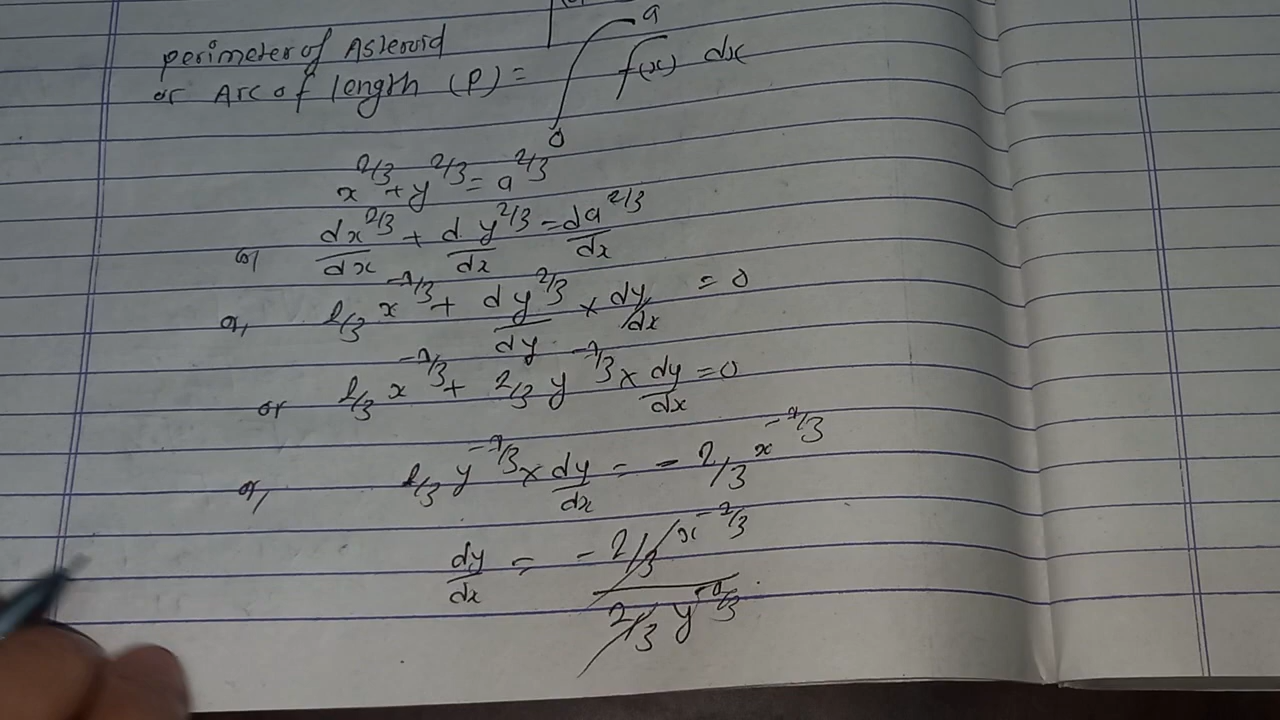 perimeter of Asteroid
or Arc of length (P) = ∫₀ᵃ f(x) dx
x^2/3 + y^2/3 = a^2/3
or dx^2/3/dx + d y^2/3/dx = da^2/3/dx
or, 2/3 x^-1/3 + dy^2/3/dy × dy/dx = 0
or 2/3 x^-1/3 + 2/3 y^-1/3 × dy/dx = 0
or, 2/3 y^-1/3 × dy/dx = - 2/3 x^-1/3
dy/dx = - 2/3 x^-1/3 / 2/3 y^-1/3